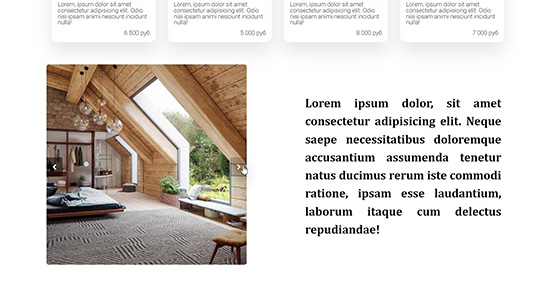 Lorem, ipsum dolor sit amet
consectetur adipisicing elit. Odio
nisi ipsam animi nesciunt incidunt
nulla!
6 500 руб
Lorem, ipsum dolor sit amet
consectetur adipisicing elit. Odio
nisi ipsam animi nesciunt incidunt
nulla!
5 000 руб
Lorem, ipsum dolor sit amet
consectetur adipisicing elit. Odio
nisi ipsam animi nesciunt incidunt
nulla!
8 000 руб
Lorem, ipsum dolor sit amet
consectetur adipisicing elit. Odio
nisi ipsam animi nesciunt incidunt
nulla!
7 000 руб
Lorem ipsum dolor, sit amet
consectetur adipisicing elit. Neque
saepe necessitatibus doloremque
accusantium assumenda tenetur
natus ducimus rerum iste commodi
ratione, ipsam esse laudantium,
laborum itaque cum delectus
repudiandae!